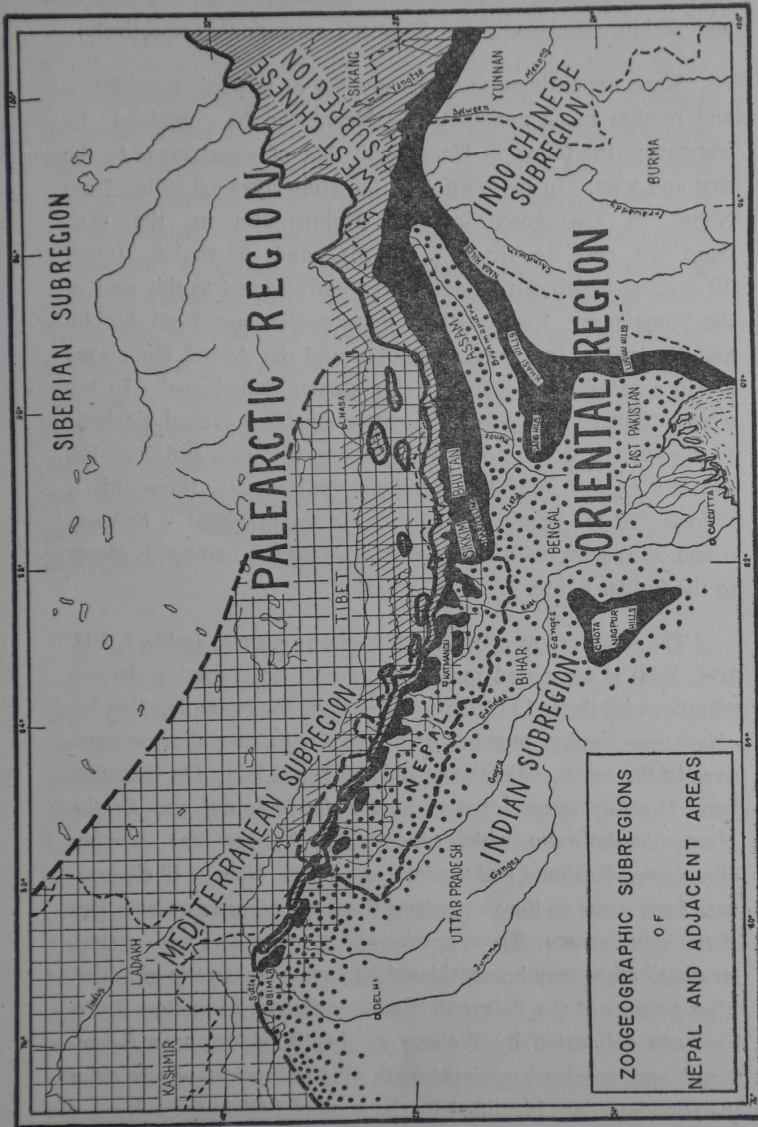 SIBERIAN SUBREGION
PALEARCTIC REGION
WEST CHINESE
SUBREGION
SIKANG
Yangtse
YUNNAN
Mekong
Salween
INDO CHINESE
SUBREGION
BURMA
Irrawaddy
Chindwin
NAGA HILLS
ASSAM
Brahmaputra
KHASI HILLS
GARO HILLS
LUSHAI HILLS
ORIENTAL REGION
EAST PAKISTAN
LHASA
TIBET
BHUTAN
SIKKIM
Tista
BENGAL
CALCUTTA
MEDITERRANEAN SUBREGION
KATMANDU
NEPAL
Kosi
BIHAR
Ganges
CHOTA
NAGPUR
HILLS
Gandak
Gogra
INDIAN SUBREGION
UTTAR PRADESH
Ganges
Jumna
DELHI
SIMLA
Sutlej
LADAKH
Indus
KASHMIR
ZOOGEOGRAPHIC SUBREGIONS
OF
NEPAL AND ADJACENT AREAS